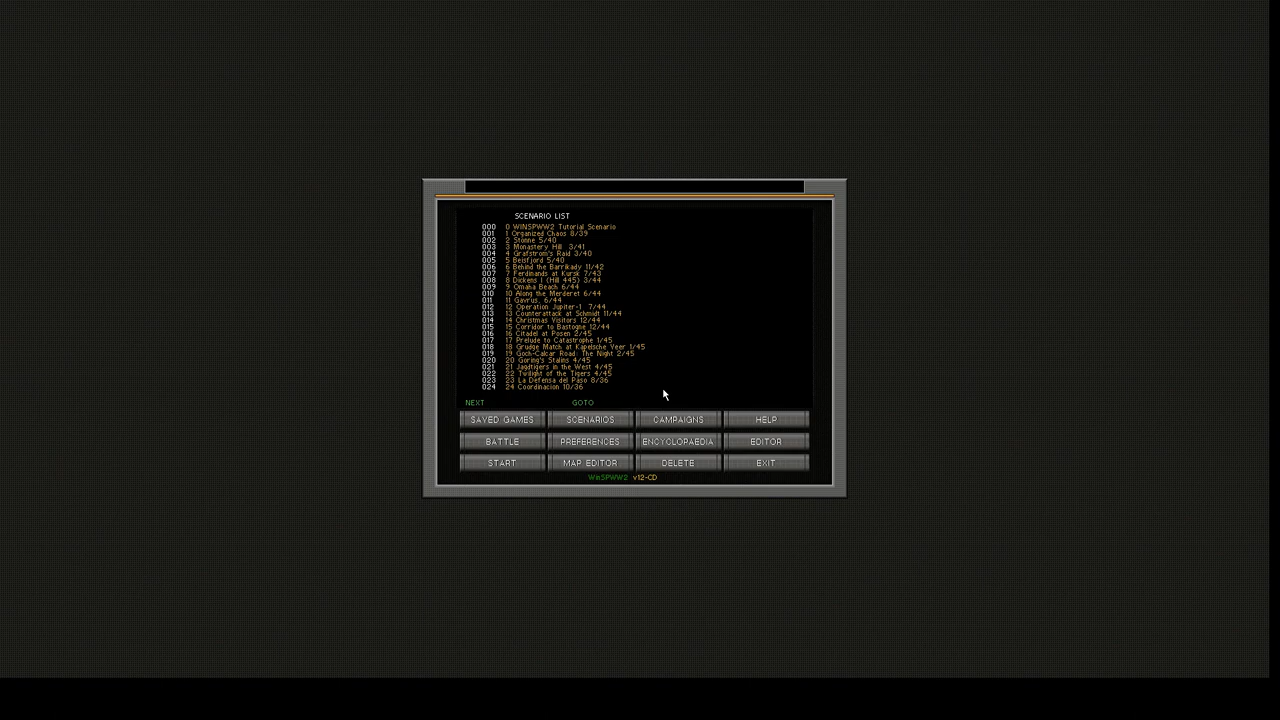 SCENARIO LIST
000 0 WINSPWW2 Tutorial Scenario
001 1 Organized Chaos 8/39
002 2 Stonne 5/40
003 3 Monastery Hill 3/41
004 4 Grafstrom's Raid 3/40
005 5 Beisfjord 5/40
006 6 Behind the Barrikady 11/42
007 7 Ferdinands at Kursk 7/43
008 8 Dickens I (Hill 445) 3/44
009 9 Omaha Beach 6/44
010 10 Along the Merderet 6/44
011 11 Gavrus, 6/44
012 12 Operation Jupiter-1 7/44
013 13 Counterattack at Schmidt 11/44
014 14 Christmas Visitors 12/44
015 15 Corridor to Bastogne 12/44
016 16 Citadel at Posen 2/45
017 17 Prelude to Catastrophe 1/45
018 18 Grudge Match at Kapelsche Veer 1/45
019 19 Goch-Calcar Road: The Night 2/45
020 20 Goring's Stalins 4/45
021 21 Jagdtigers in the West 4/45
022 22 Twilight of the Tigers 4/45
023 23 La Defensa del Paso 8/36
024 24 Coordinacion 10/36
NEXT GOTO
SAVED GAMES SCENARIOS CAMPAIGNS HELP
BATTLE PREFERENCES ENCYCLOPAEDIA EDITOR
START MAP EDITOR DELETE EXIT
WinSPWW2 v12-CD